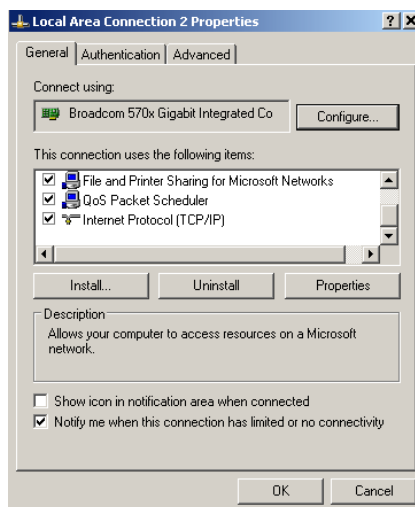 Local Area Connection 2 Properties
General Authentication Advanced
Connect using:
Broadcom 570x Gigabit Integrated Co
Configure...
This connection uses the following items:
File and Printer Sharing for Microsoft Networks
QoS Packet Scheduler
Internet Protocol (TCP/IP)
Install... Uninstall Properties
Description
Allows your computer to access resources on a Microsoft
network.
Show icon in notification area when connected
Notify me when this connection has limited or no connectivity
OK Cancel